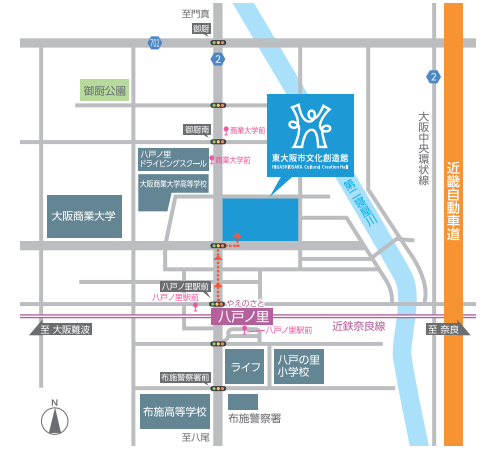 至門真
御厨
702
2
2
御厨公園
商業大学前
御厨南
東大阪市文化創造館
HIGASHIOSAKA Cultural Creation Hall
大阪中央環状線
八戸ノ里
ドライビングスクール
商業大学前
近畿自動車道
大阪商業大学高等学校
第二寝屋川
大阪商業大学
八戸ノ里駅前
八戸ノ里駅前
やえのさと
八戸ノ里
近鉄奈良線
至 大阪難波
八戸ノ里駅前
至 奈良
ライフ
八戸の里
小学校
布施警察署前
N
布施高等学校
布施警察署
至八尾